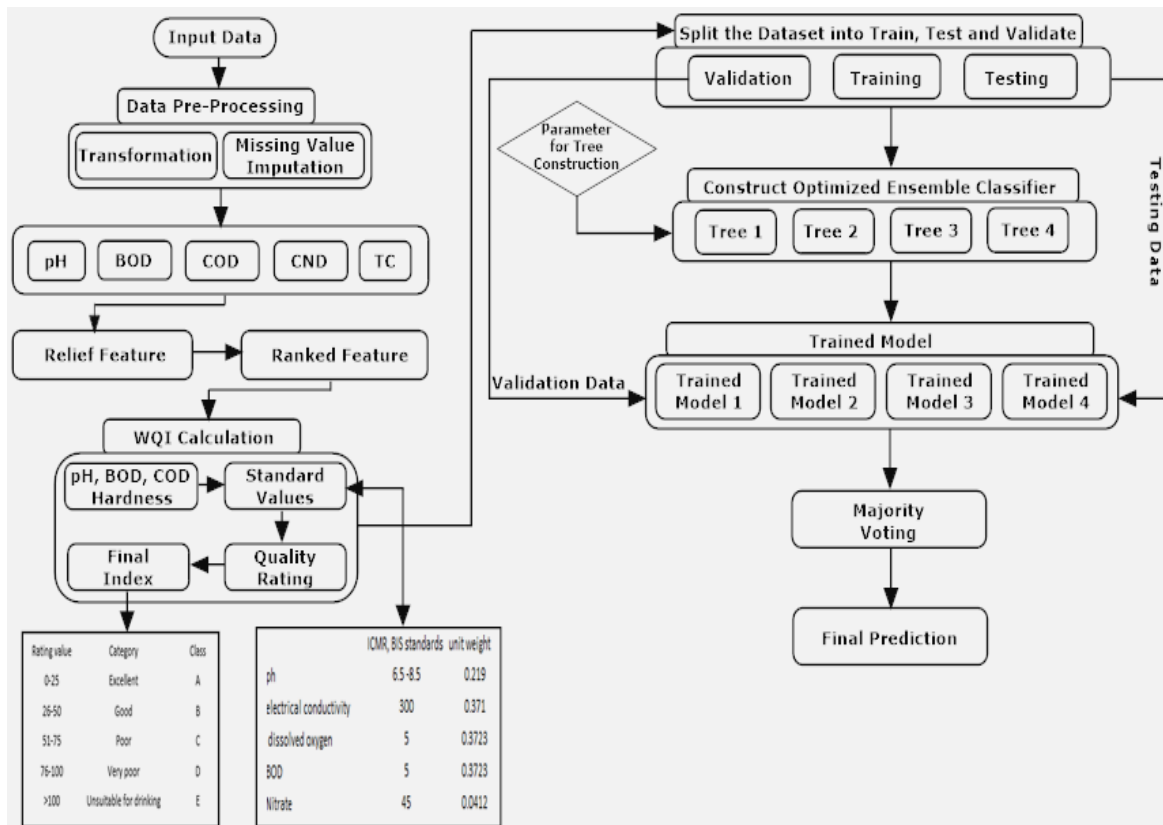 Input Data
Data Pre-Processing
Transformation
Missing Value
Imputation
pH
BOD
COD
CND
TC
Relief Feature
Ranked Feature
WQI Calculation
pH, BOD, COD
Hardness
Standard
Values
Final
Index
Quality
Rating
Rating value Category Class
0-25 Excellent A
26-50 Good B
51-75 Poor C
76-100 Very poor D
>100 Unsuitable for drinking E
ICMR, BIS standards unit weight
ph 6.5-8.5 0.219
electrical conductivity 300 0.371
dissolved oxygen 5 0.3723
BOD 5 0.3723
Nitrate 45 0.0412
Split the Dataset into Train, Test and Validate
Validation
Training
Testing
Parameter
for Tree
Construction
Construct Optimized Ensemble Classifier
Tree 1
Tree 2
Tree 3
Tree 4
Testing Data
Trained Model
Validation Data
Trained
Model 1
Trained
Model 2
Trained
Model 3
Trained
Model 4
Majority
Voting
Final Prediction